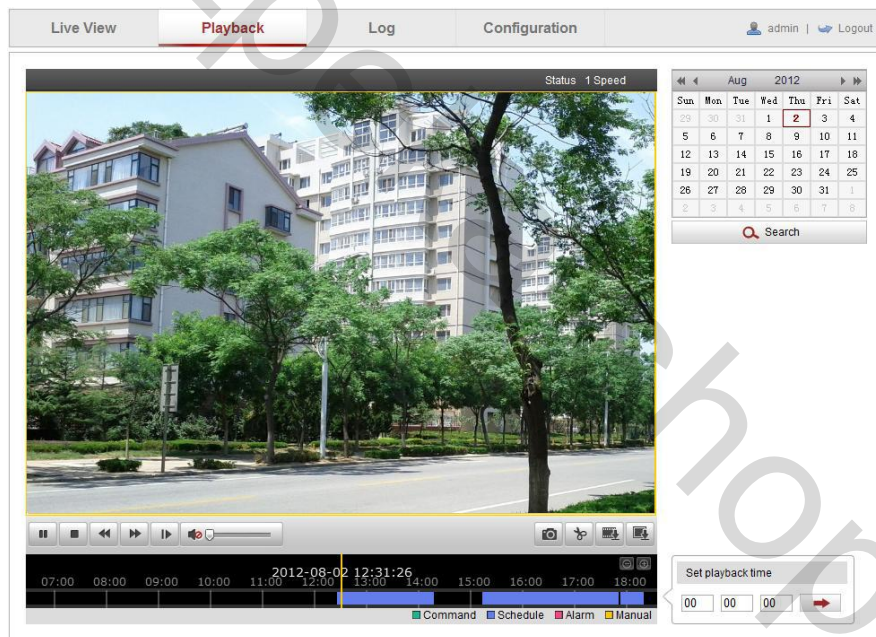 Live View Playback Log Configuration admin | Logout
Status 1 Speed
Aug 2012
Sun Mon Tue Wed Thu Fri Sat
29 30 31 1 2 3 4
5 6 7 8 9 10 11
12 13 14 15 16 17 18
19 20 21 22 23 24 25
26 27 28 29 30 31 1
2 3 4 5 6 7 8
Search
2012-08-02 12:31:26
07:00 08:00 09:00 10:00 11:00 12:00 13:00 14:00 15:00 16:00 17:00 18:00
Command Schedule Alarm Manual
Set playback time
00 00 00